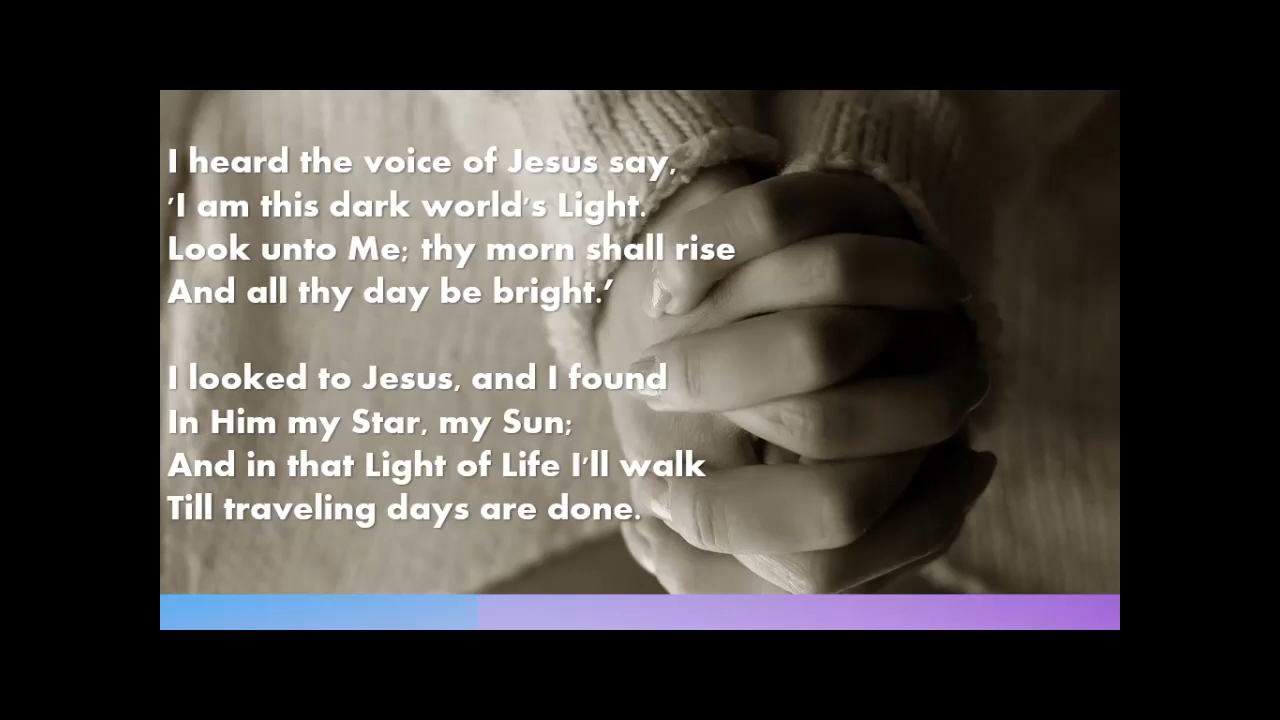 I heard the voice of Jesus say,
'I am this dark world's Light.
Look unto Me; thy morn shall rise
And all thy day be bright.’
I looked to Jesus, and I found
In Him my Star, my Sun;
And in that Light of Life I’ll walk
Till traveling days are done.